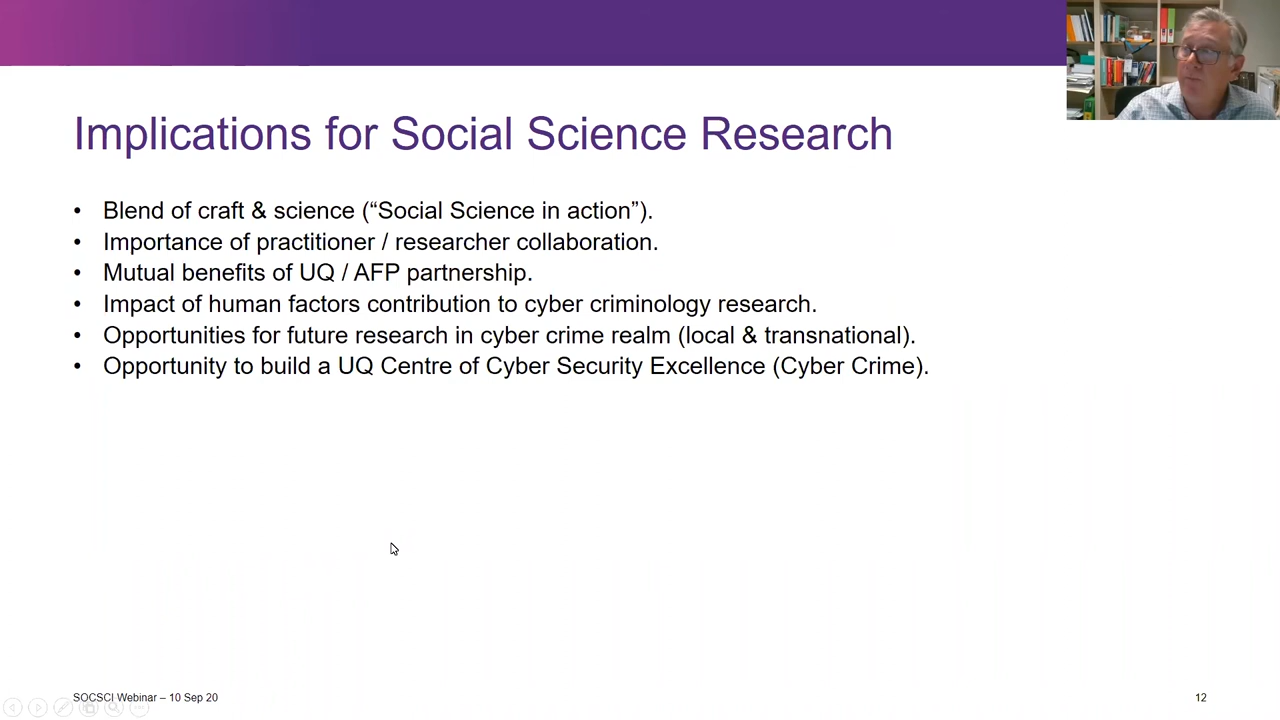 Implications for Social Science Research
• Blend of craft & science (“Social Science in action”).
• Importance of practitioner / researcher collaboration.
• Mutual benefits of UQ / AFP partnership.
• Impact of human factors contribution to cyber criminology research.
• Opportunities for future research in cyber crime realm (local & transnational).
• Opportunity to build a UQ Centre of Cyber Security Excellence (Cyber Crime).
SOCSCI Webinar – 10 Sep 20
12